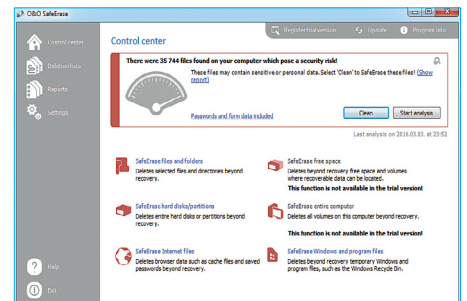 O&O SafeErase
Register trial version
Update
Program info
Control center
Control center
Deletion lists
Reports
Settings
Help
Exit
There were 35 744 files found on your computer which pose a security risk!
These files may contain sensitive or personal data. Select 'Clean' to SafeErase these files! (Show
report)
Passwords and form data included
Clean
Start analysis
Last analysis on 2016.03.03. at 23:52
SafeErase files and folders
Deletes selected files and directories beyond
recovery.
SafeErase free space
Deletes beyond recovery free space and volumes
where recoverable data can be located.
This function is not available in the trial version!
SafeErase hard disks/partitions
Deletes entire hard disks or partitions beyond
recovery.
SafeErase entire computer
Deletes all volumes on this computer beyond recovery.
This function is not available in the trial version!
SafeErase Internet files
Deletes browser data such as cache files and saved
passwords beyond recovery.
SafeErase Windows and program files
Deletes beyond recovery temporary Windows and
program files, such as the Windows Recycle Bin.